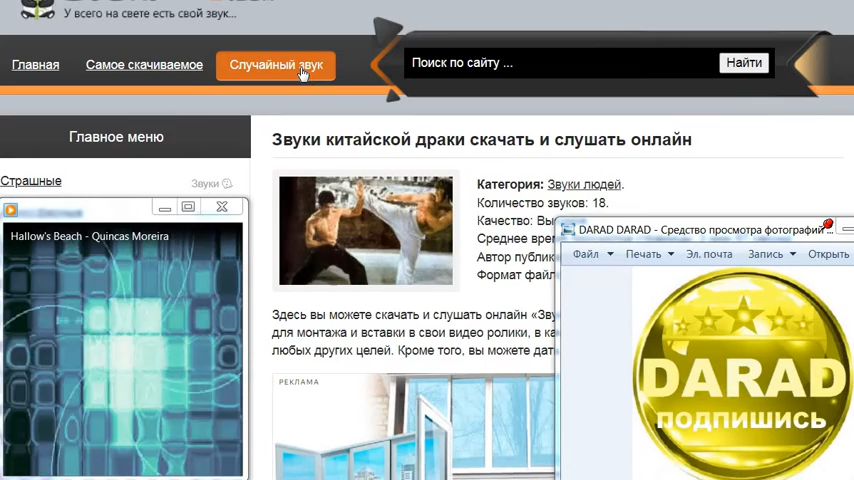 У всего на свете есть свой звук...
Главная
Самое скачиваемое
Случайный звук
Поиск по сайту ...
Найти
Главное меню
Звуки китайской драки скачать и слушать онлайн
Страшные
Звуки
Категория: Звуки людей.
Количество звуков: 18.
Качество: Вы
Среднее врем
Автор публик
Формат файл
Hallow's Beach - Quincas Moreira
DARAD DARAD - Средство просмотра фотографий ...
Файл
Печать
Эл. почта
Запись
Открыть
Здесь вы можете скачать и слушать онлайн «Зву
для монтажа и вставки в свои видео ролики, в ка
любых других целей. Кроме того, вы можете дат
РЕКЛАМА
DARAD
подпишись